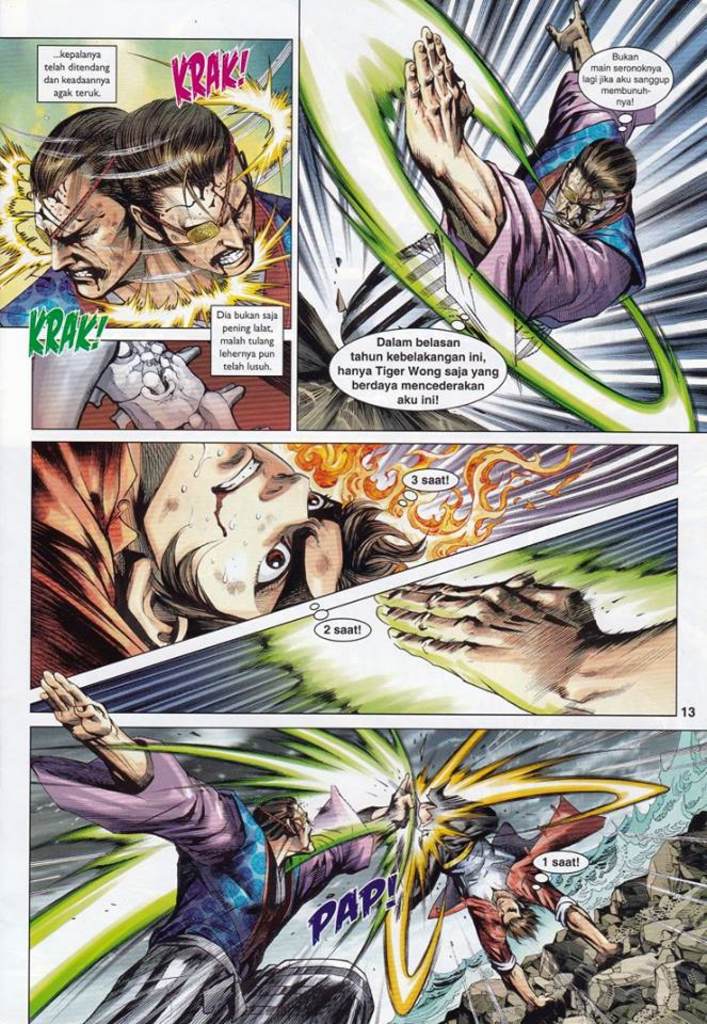 ...kepalanya
telah ditendang
dan keadaannya
agak teruk.
KRAK!
KRAK!
Dia bukan saja
pening lalat,
malah tulang
lehernya pun
telah lusuh.
Bukan
main seronoknya
lagi jika aku sanggup
membunuh-
nya!
Dalam belasan
tahun kebelakangan ini,
hanya Tiger Wong saja yang
berdaya mencederakan
aku ini!
3 saat!
2 saat!
13
1 saat!
PAP!